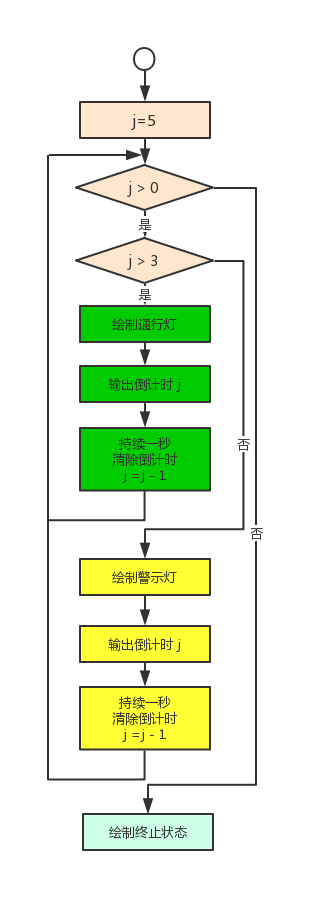 j=5
j > 0
是
j > 3
是
绘制通行灯
输出倒计时 j
持续一秒
清除倒计时
j =j - 1
否
否
绘制警示灯
输出倒计时 j
持续一秒
清除倒计时
j =j - 1
绘制终止状态